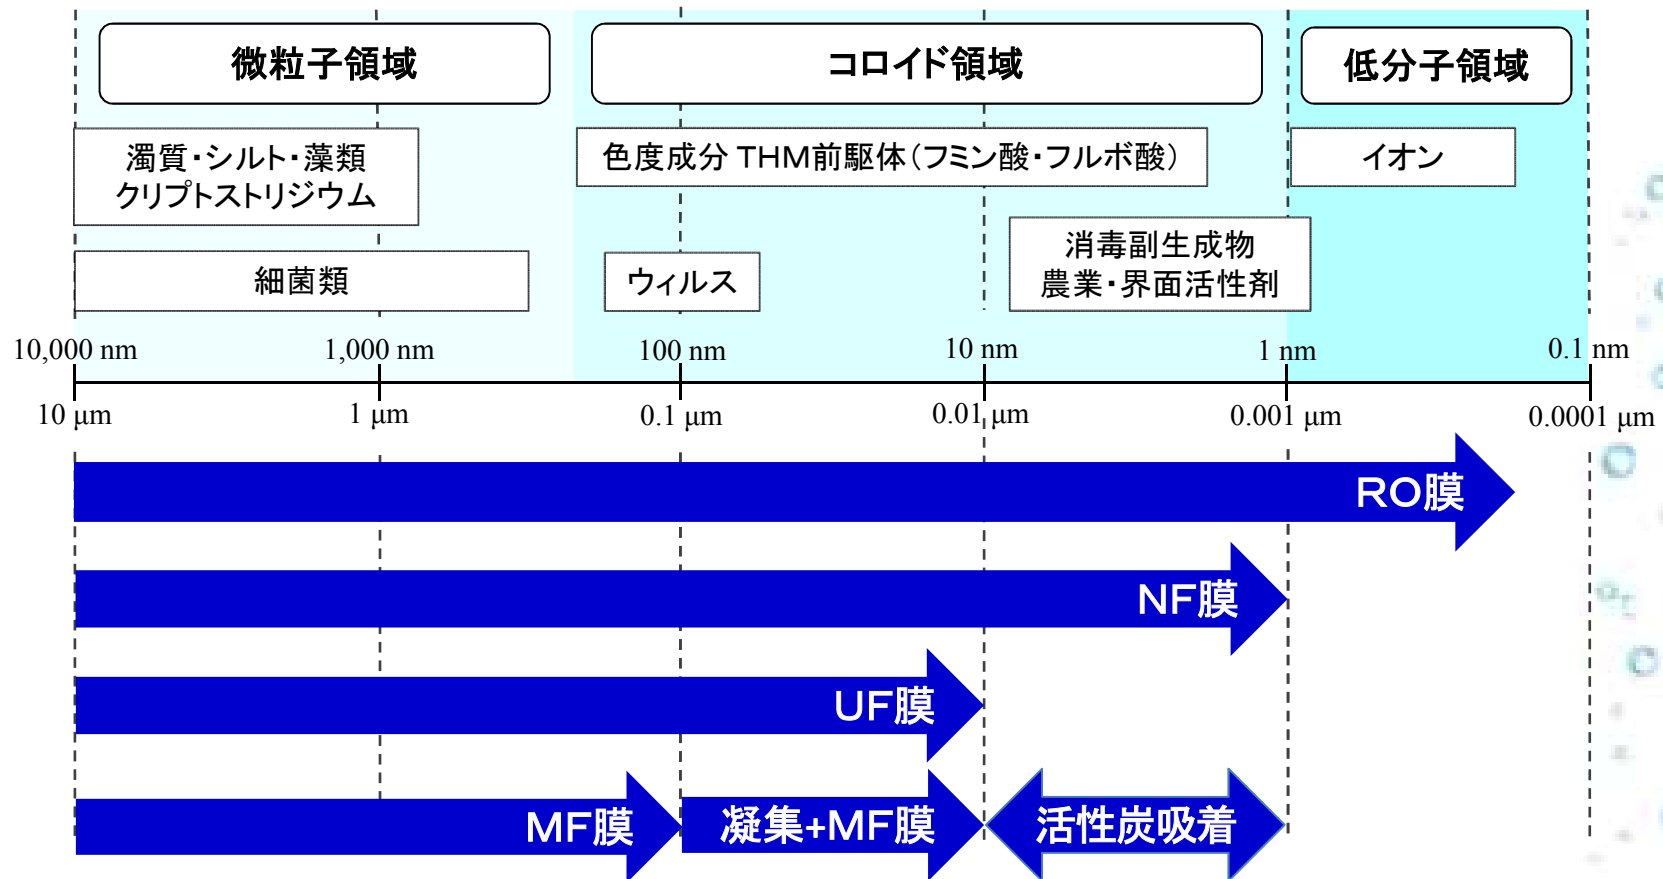 微粒子領域
コロイド領域
低分子領域
濁質・シルト・藻類
クリプトストリジウム
色度成分 THM前駆体(フミン酸・フルボ酸)
イオン
細菌類
ウィルス
消毒副生成物
農業・界面活性剤
10,000 nm
1,000 nm
100 nm
10 nm
1 nm
0.1 nm
10 μm
1 μm
0.1 μm
0.01 μm
0.001 μm
0.0001 μm
RO膜
NF膜
UF膜
MF膜
凝集+MF膜
活性炭吸着